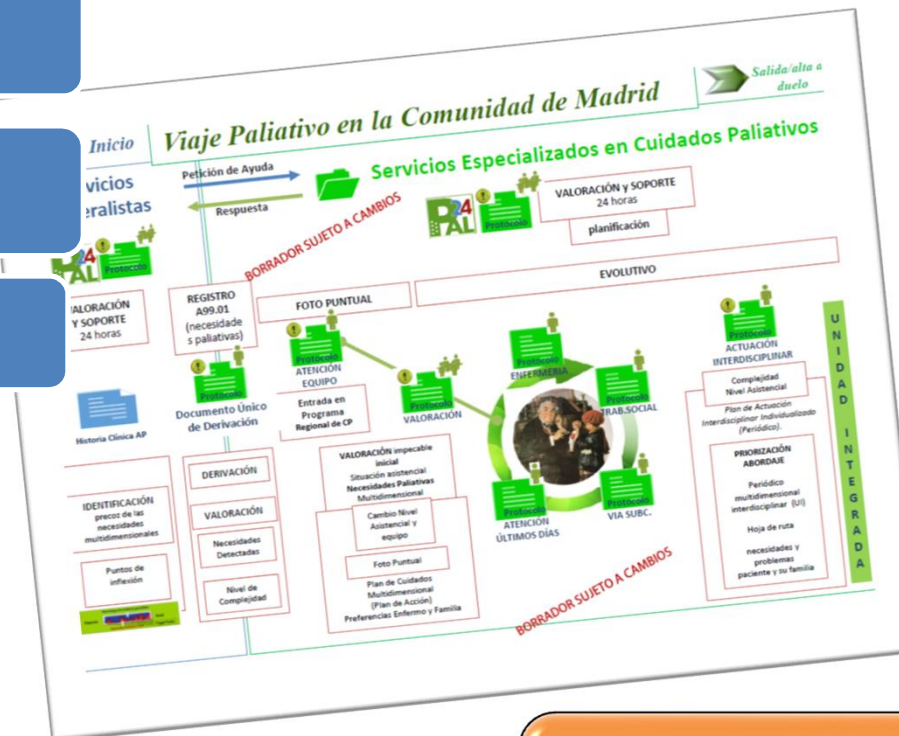 Inicio
Viaje Paliativo en la Comunidad de Madrid
Salida/alta a
duelo
vicios
eralistas
Petición de Ayuda
Respuesta
Servicios Especializados en Cuidados Paliativos
BORRADOR SUJETO A CAMBIOS
PAL24
Protocolo
VALORACIÓN y SOPORTE
24 horas
planificación
PAL24
Protocolo
VALORACIÓN
Y SOPORTE
24 horas
REGISTRO
A99.01
(necesidade
s paliativas)
FOTO PUNTUAL
EVOLUTIVO
Historia Clínica AP
Protocolo
Documento Único
de Derivación
Protocolo
ATENCIÓN
EQUIPO
Entrada en
Programa
Regional de CP
Protocolo
VALORACIÓN
Protocolo
ENFERMERIA
Protocolo
TRAB.SOCIAL
Protocolo
VIA SUBC.
Protocolo
ATENCIÓN
ÚLTIMOS DÍAS
Protocolo
ACTUACIÓN
INTERDISCIPLINAR
Complejidad
Nivel Asistencial
Plan de Actuación
Interdisciplinar Individualizado
(Periódico).
PRIORIZACIÓN
ABORDAJE
Periódico
multidimensional
interdisciplinar (UI)
Hoja de ruta
necesidades y
problemas
paciente y su familia
UNIDAD INTEGRADA
IDENTIFICACIÓN
precos de las
necesidades
multidimensionales
Puntos de
inflexión
DERIVACIÓN
VALORACIÓN
Necesidades
Detectadas
Nivel de
Complejidad
VALORACIÓN impecable
inicial
Situación asistencial
Necesidades Paliativas
Multidimensional
Cambio Nivel
Asistencial y
equipo
Foto Puntual
Plan de Cuidados
Multidimensional
(Plan de Acción)
Preferencias Enfermo y Familia
BORRADOR SUJETO A CAMBIOS